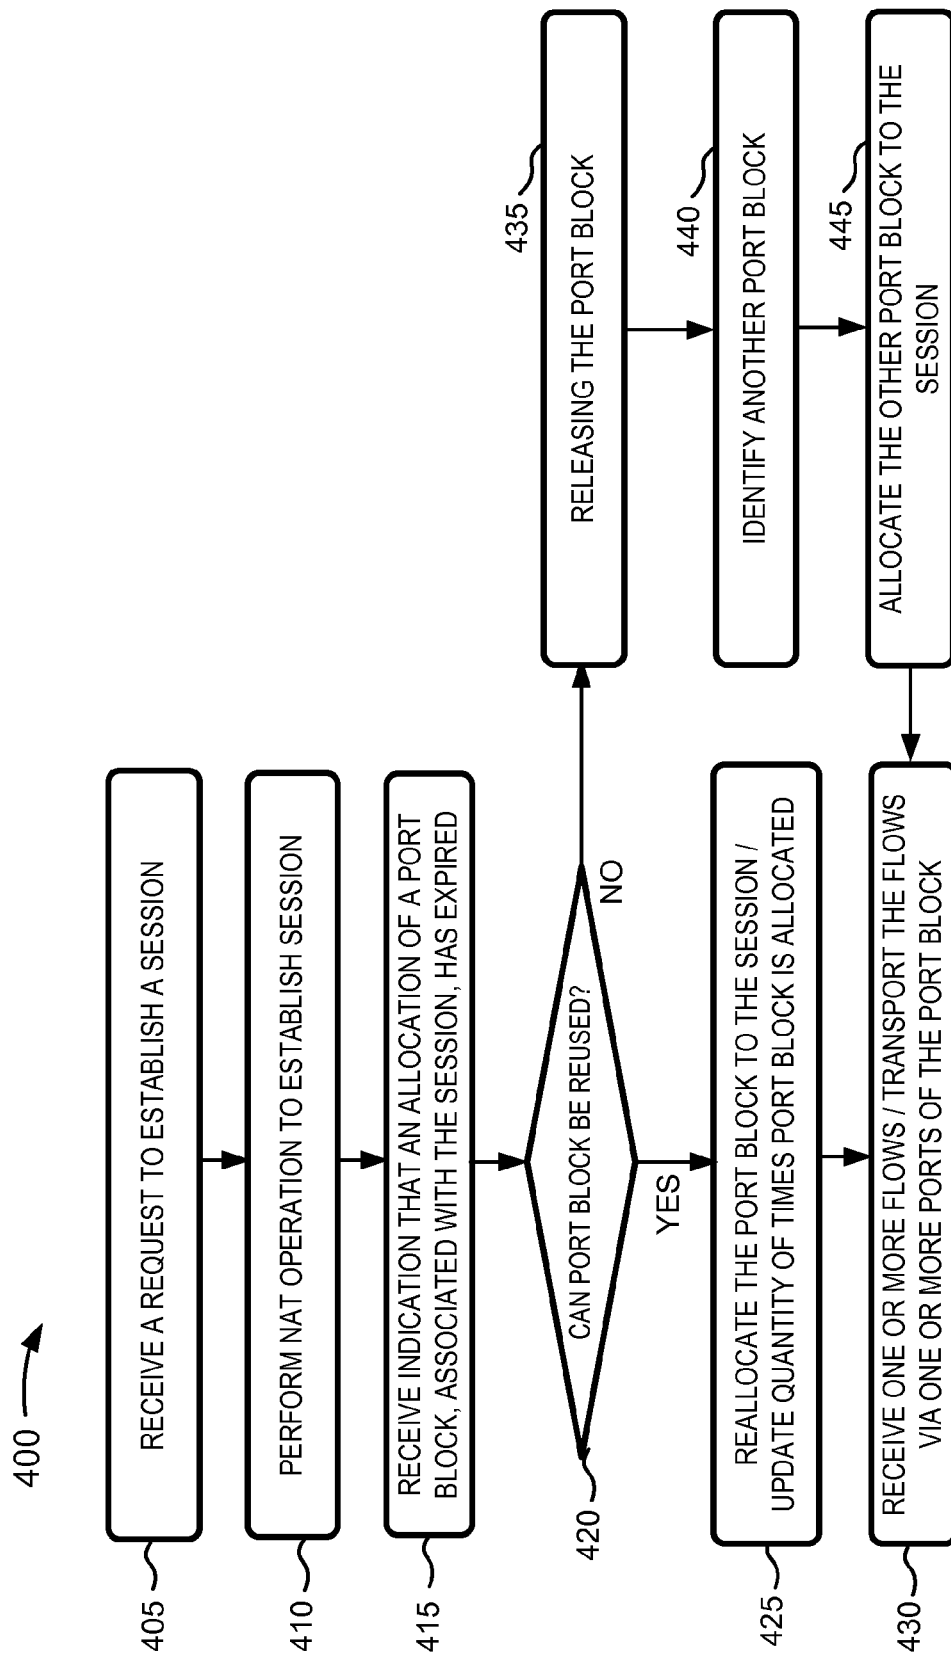 400
405
RECEIVE A REQUEST TO ESTABLISH A SESSION
410
PERFORM NAT OPERATION TO ESTABLISH SESSION
415
RECEIVE INDICATION THAT AN ALLOCATION OF A PORT
BLOCK, ASSOCIATED WITH THE SESSION, HAS EXPIRED
420
CAN PORT BLOCK BE REUSED?
NO
YES
425
REALLOCATE THE PORT BLOCK TO THE SESSION /
UPDATE QUANTITY OF TIMES PORT BLOCK IS ALLOCATED
430
RECEIVE ONE OR MORE FLOWS / TRANSPORT THE FLOWS
VIA ONE OR MORE PORTS OF THE PORT BLOCK
435
RELEASING THE PORT BLOCK
440
IDENTIFY ANOTHER PORT BLOCK
445
ALLOCATE THE OTHER PORT BLOCK TO THE
SESSION